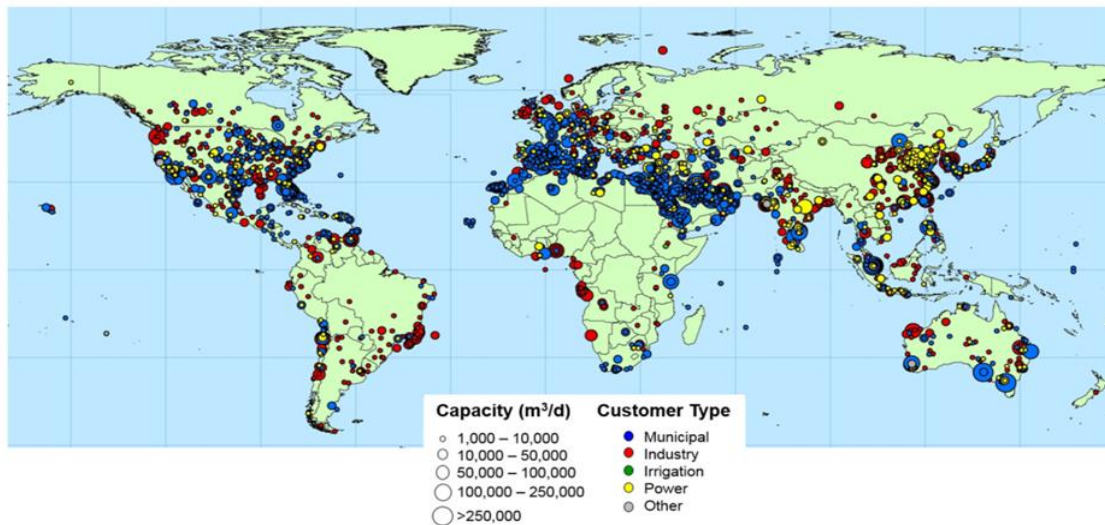 Capacity (m³/d)
1,000 – 10,000
10,000 – 50,000
50,000 – 100,000
100,000 – 250,000
>250,000
Customer Type
Municipal
Industry
Irrigation
Power
Other